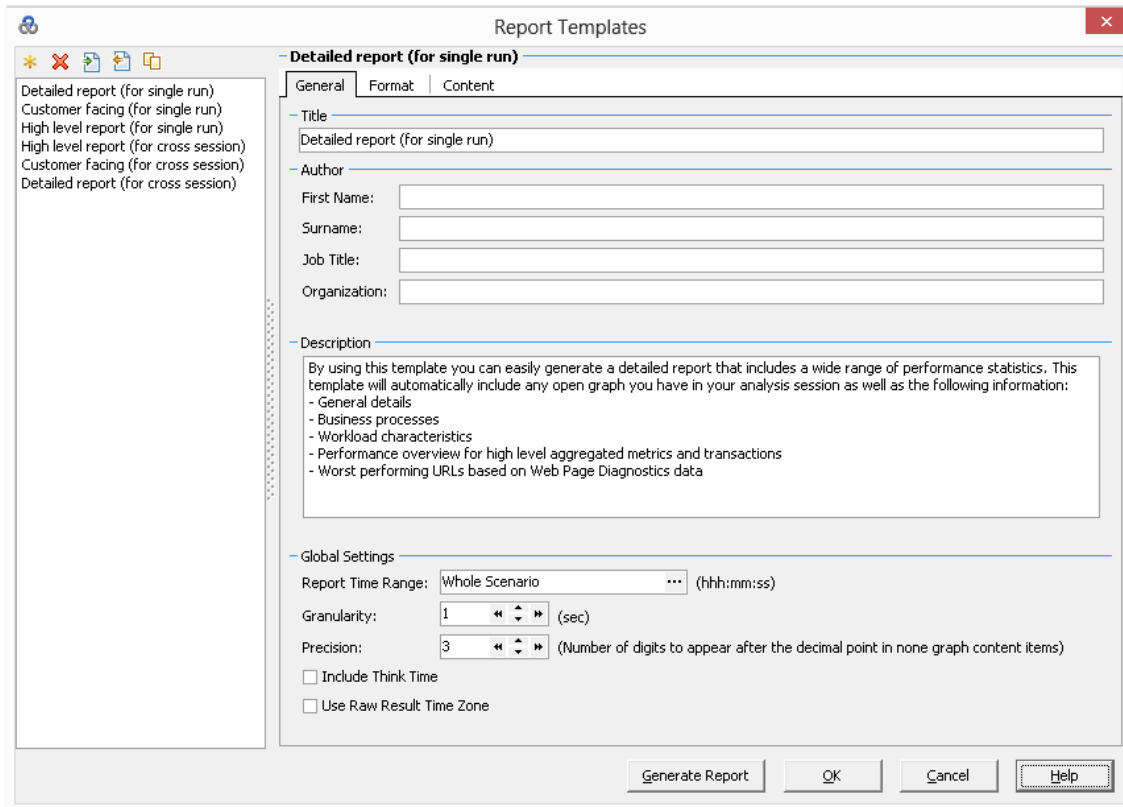 Report Templates
Detailed report (for single run)
Customer facing (for single run)
High level report (for single run)
High level report (for cross session)
Customer facing (for cross session)
Detailed report (for cross session)
Detailed report (for single run)
General Format Content
Title
Detailed report (for single run)
Author
First Name:
Surname:
Job Title:
Organization:
Description
By using this template you can easily generate a detailed report that includes a wide range of performance statistics. This
template will automatically include any open graph you have in your analysis session as well as the following information:
- General details
- Business processes
- Workload characteristics
- Performance overview for high level aggregated metrics and transactions
- Worst performing URLs based on Web Page Diagnostics data
Global Settings
Report Time Range: Whole Scenario ... (hhh:mm:ss)
Granularity: 1 (sec)
Precision: 3 (Number of digits to appear after the decimal point in none graph content items)
Include Think Time
Use Raw Result Time Zone
Generate Report OK Cancel Help